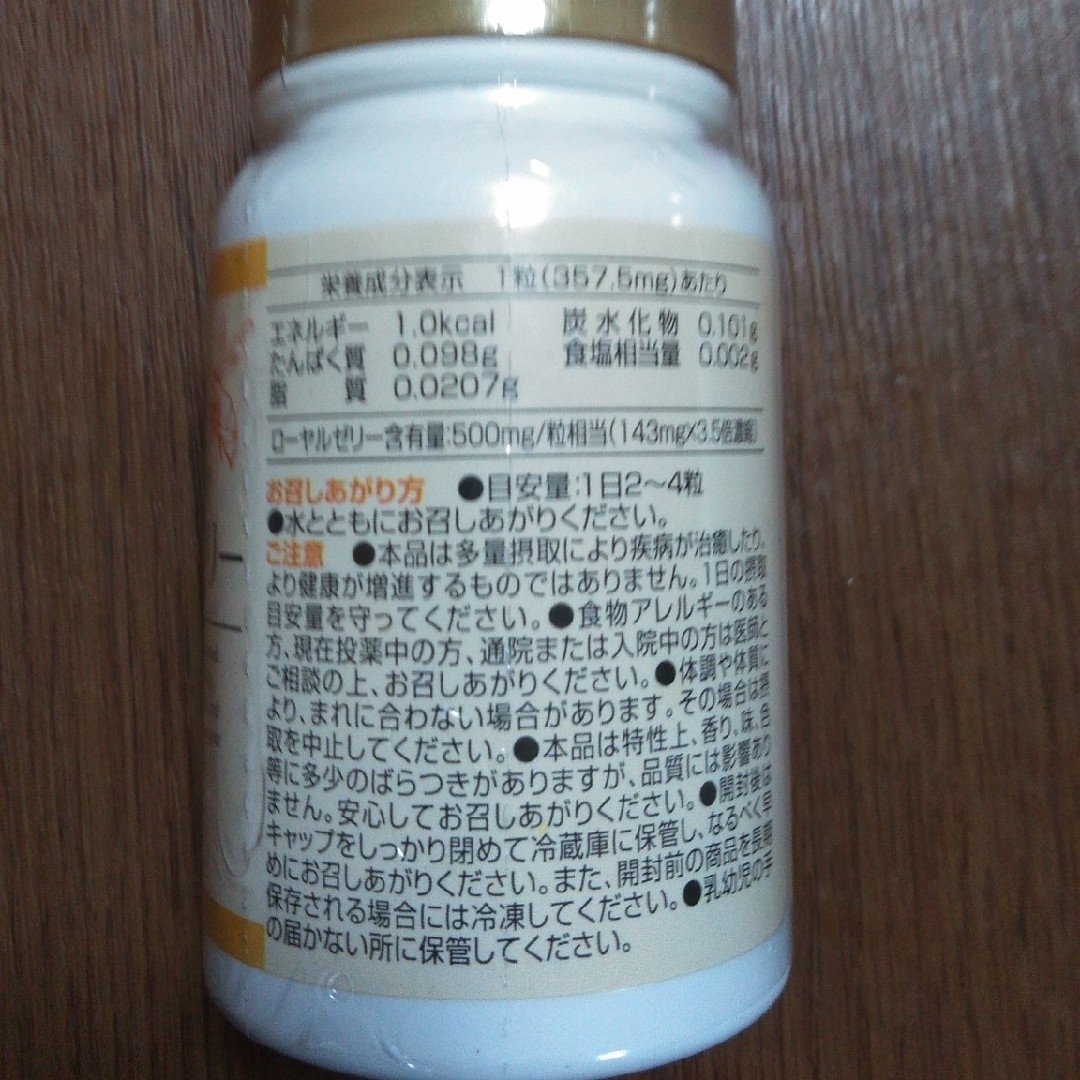 栄養成分表示　1粒(357.5mg)あたり
エネルギー　1.0kcal　炭水化物　0.101g
たんぱく質　0.098g　食塩相当量　0.002g
脂　質　0.0207g
ローヤルゼリー含有量:500mg/粒相当(143mg×3.5倍濃縮)
お召しあがり方　●目安量:1日2〜4粒
●水とともにお召しあがりください。
ご注意　●本品は多量摂取により疾病が治癒したり、
より健康が増進するものではありません。1日の摂取
目安量を守ってください。●食物アレルギーのある
方、現在投薬中の方、通院または入院中の方は医師と
ご相談の上、お召しあがりください。●体調や体質に
より、まれに合わない場合があります。その場合は摂
取を中止してください。●本品は特性上、香り、味、色
等に多少のばらつきがありますが、品質には影響あり
ません。安心してお召しあがりください。●開封後は
キャップをしっかり閉めて冷蔵庫に保管し、なるべく早
めにお召しあがりください。また、開封前の商品を長期
保存される場合には冷凍してください。●乳幼児の手
の届かない所に保管してください。